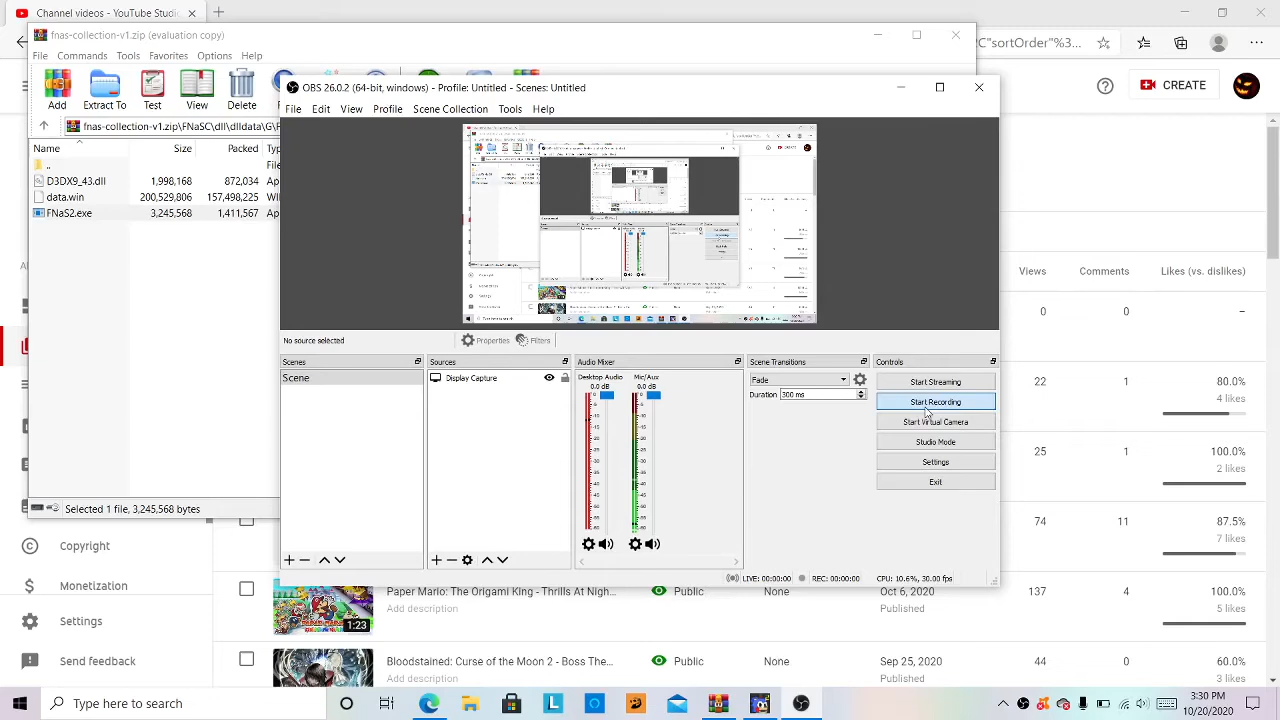 Channel videos - YouTube Studi
fnas-collection-v1.zip (evaluation copy)
File Commands Tools Favorites Options Help
C"sortOrder"%3...
Add Extract To Test View Delete
CREATE
fnas-collection-v1.zip\FNaSC\dll\data\G\F
Name Size Packed
..
D3DX9_43.dll 1,998,168 872,034
data.win 200,529,806 157,498,225
FNaS2.exe 3,245,568 1,411,567
Selected 1 file, 3,245,568 bytes
OBS 26.0.2 (64-bit, windows) - Profile: Untitled - Scenes: Untitled
File Edit View Profile Scene Collection Tools Help
No source selected
Properties Filters
Scenes
Scene
Sources
Display Capture
Audio Mixer
Desktop Audio Mic/Aux
0.0 dB 0.0 dB
Scene Transitions
Fade
Duration 300 ms
Controls
Start Streaming
Start Recording
Start Virtual Camera
Studio Mode
Settings
Exit
LIVE: 00:00:00 REC: 00:00:00 CPU: 10.6%, 30.00 fps
Views Comments Likes (vs. dislikes)
0 0 –
22 1 80.0%
4 likes
25 1 100.0%
2 likes
74 11 87.5%
7 likes
Copyright
Monetization
Settings
Send feedback
Paper Mario: The Origami King - Thrills At Nigh... Public None Oct 6, 2020 137 4 100.0%
Add description Published 5 likes
1:23
Bloodstained: Curse of the Moon 2 - Boss The... Public None Sep 25, 2020 44 0 60.0%
Add description Published 3 likes
Type here to search
3:30 PM
10/20/2020